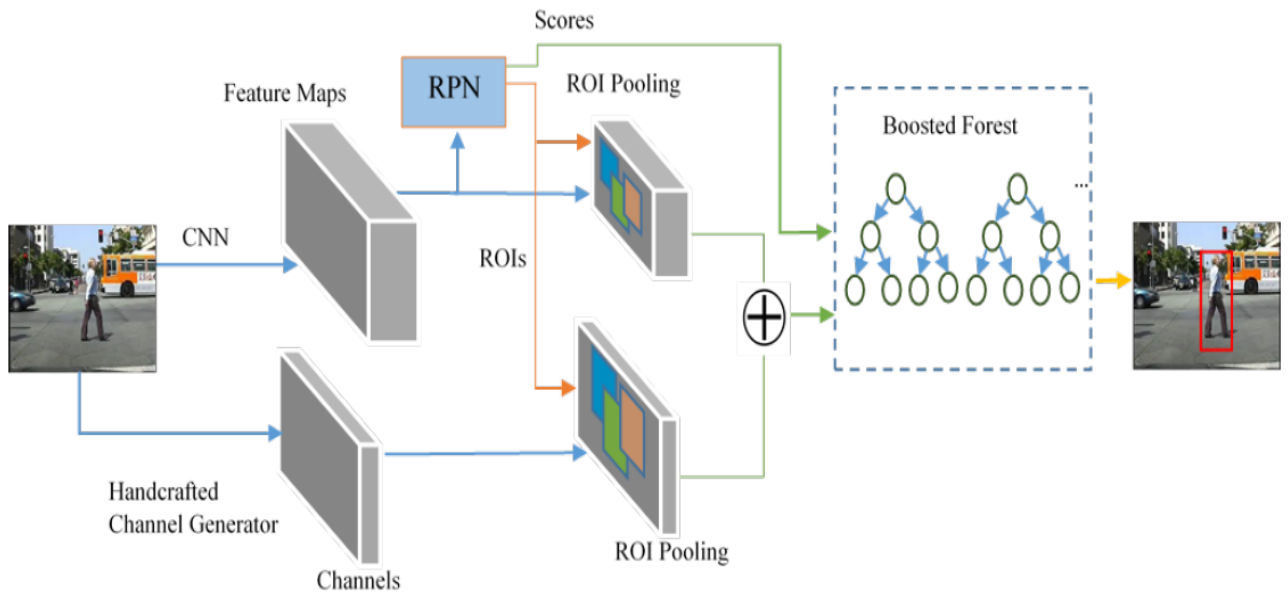 Scores
RPN
ROI Pooling
Feature Maps
Boosted Forest
...
CNN
ROIs
Handcrafted
Channel Generator
ROI Pooling
Channels